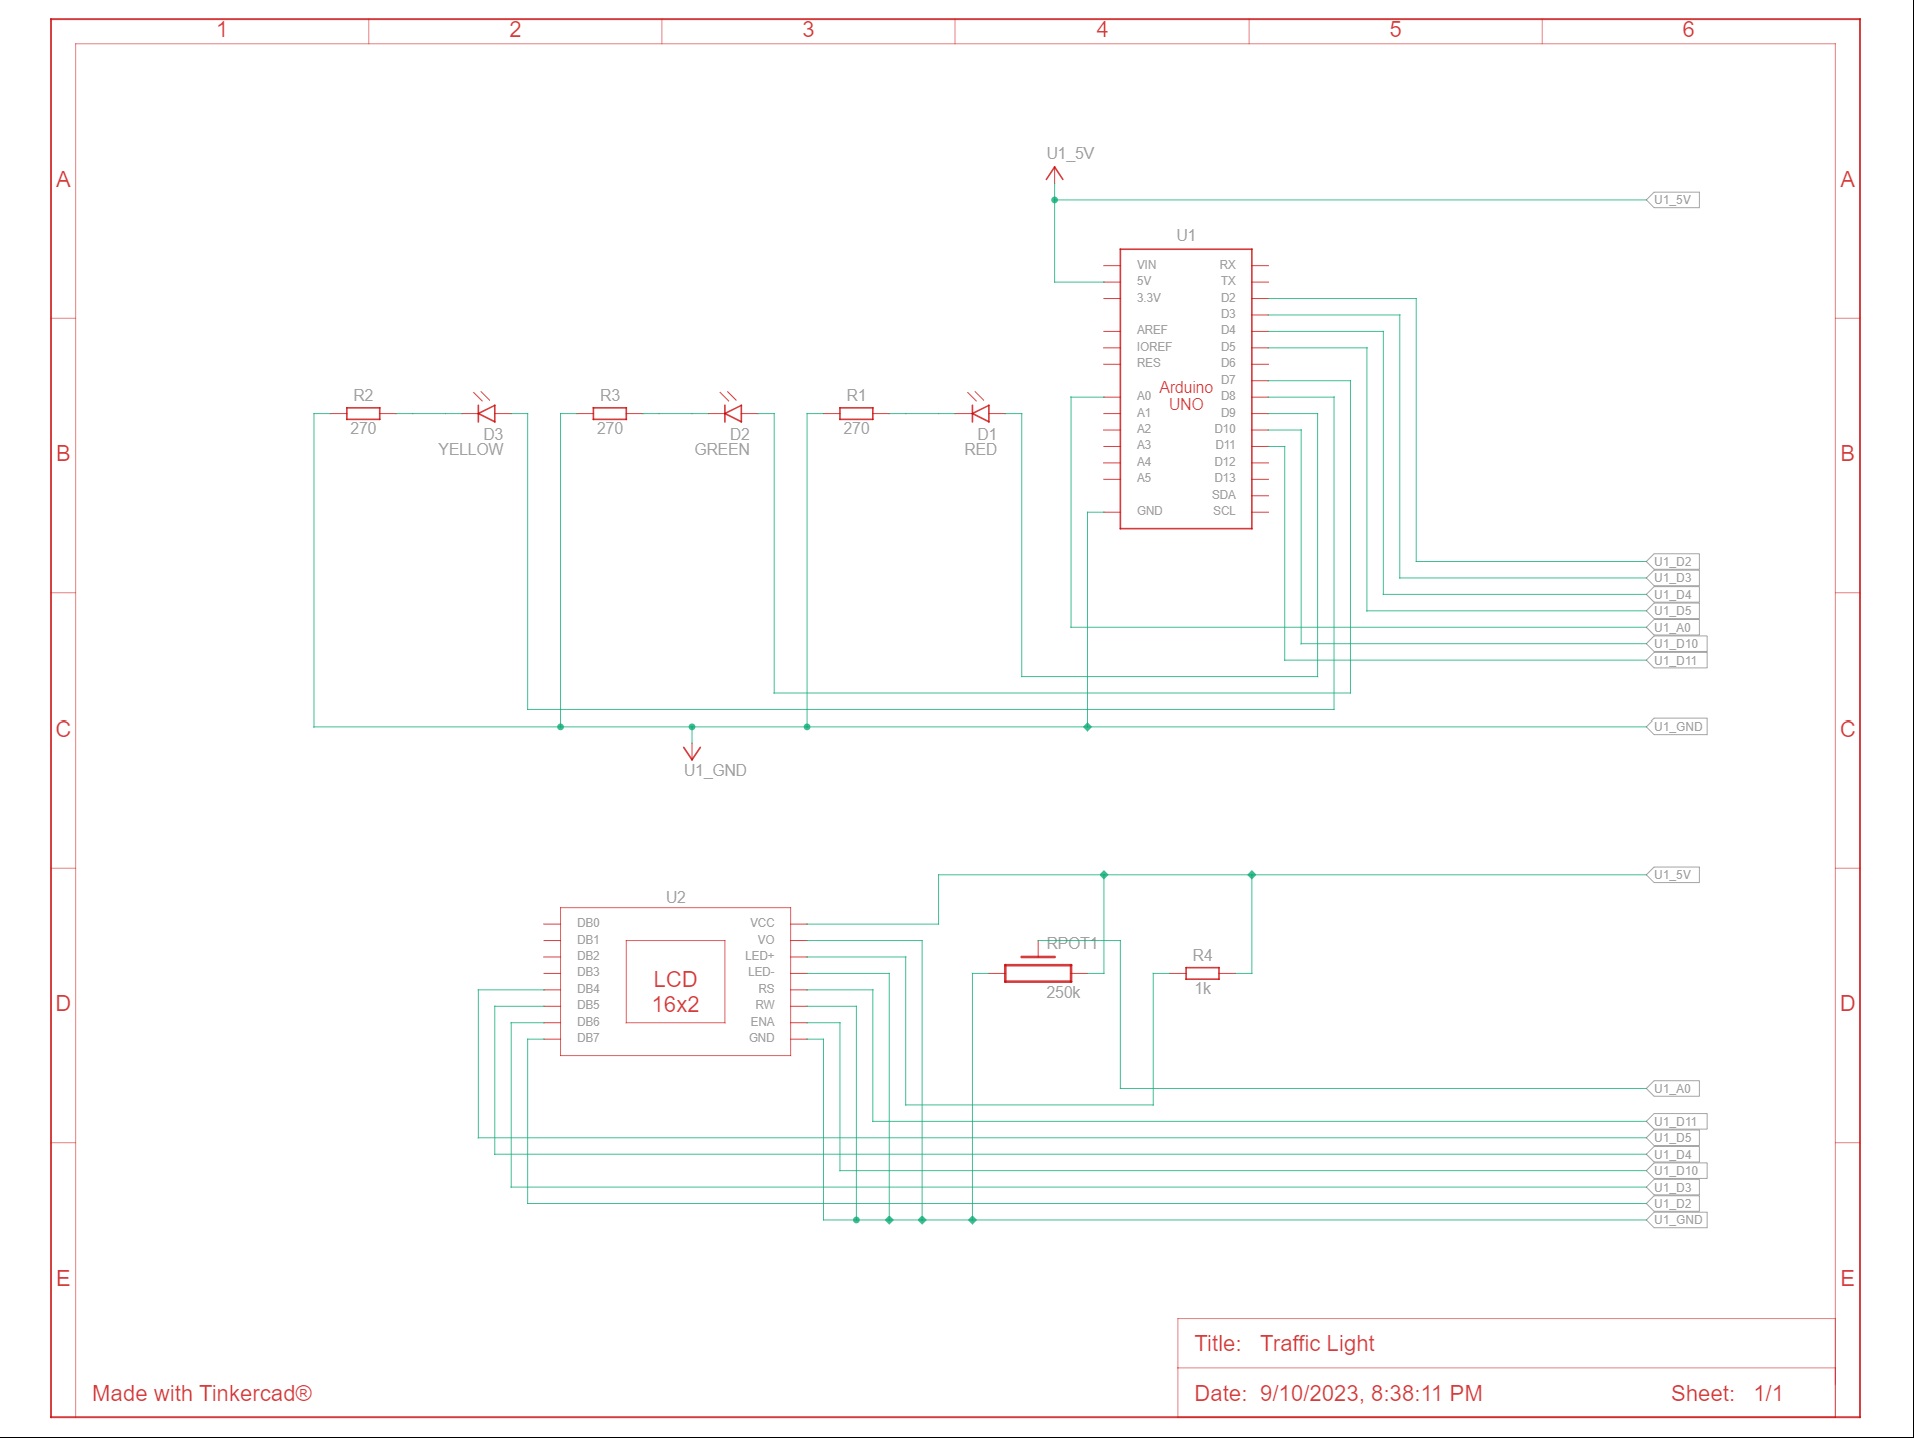 1 2 3 4 5 6
A A
B B
C C
D D
E E
U1_5V
U1_5V
U1
VIN RX
5V TX
3.3V D2
D3
AREF D4
IOREF D5
RES D6
D7
A0 D8
A1 D9
A2 D10
A3 D11
A4 D12
A5 D13
SDA
GND SCL
Arduino
UNO
R2
270
D3
YELLOW
R3
270
D2
GREEN
R1
270
D1
RED
U1_D2
U1_D3
U1_D4
U1_D5
U1_A0
U1_D10
U1_D11
U1_GND
U1_GND
U1_5V
U2
DB0 VCC
DB1 VO
DB2 LED+
DB3 LED-
DB4 RS
DB5 RW
DB6 ENA
DB7 GND
LCD
16x2
RPOT1
250k
R4
1k
U1_A0
U1_D11
U1_D5
U1_D4
U1_D10
U1_D3
U1_D2
U1_GND
Title: Traffic Light
Made with Tinkercad®
Date: 9/10/2023, 8:38:11 PM Sheet: 1/1